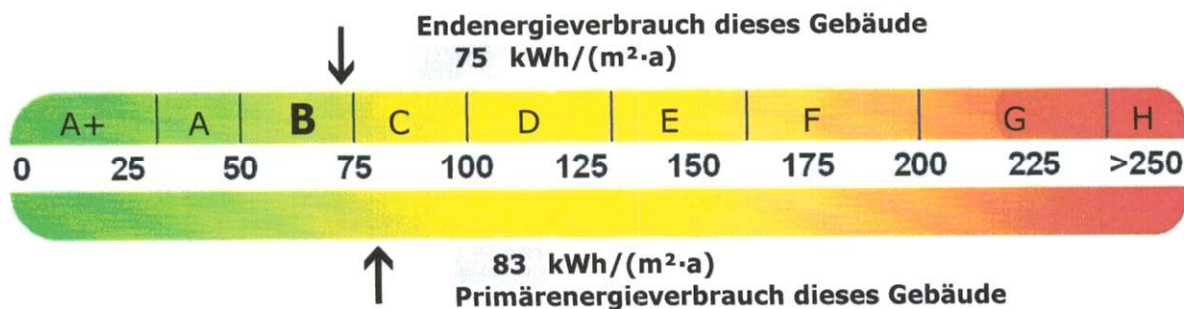 Endenergieverbrauch dieses Gebäude
75 kWh/(m²·a)
A+ A B C D E F G H
0 25 50 75 100 125 150 175 200 225 >250
83 kWh/(m²·a)
Primärenergieverbrauch dieses Gebäude